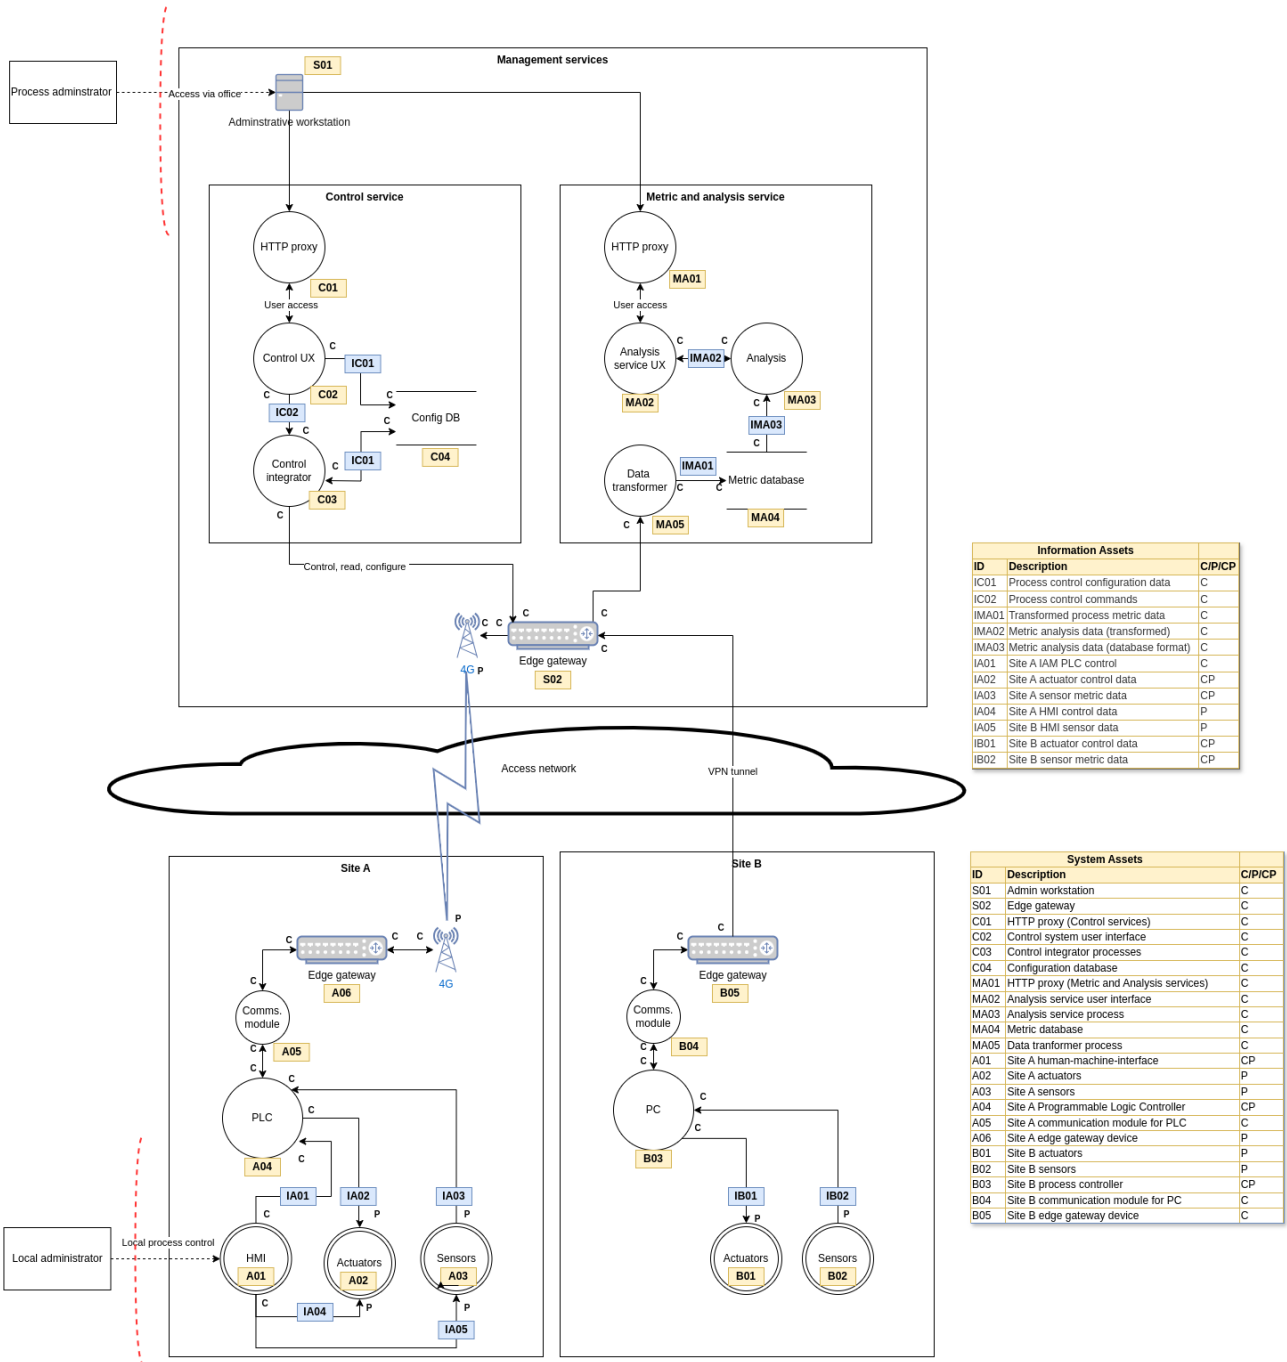 Management services
S01
Process adminstrator
Access via office
Adminstrative workstation
Control service
Metric and analysis service
HTTP proxy
HTTP proxy
MA01
C01
User access
User access
C
C
C
Control UX
IC01
Analysis
service UX
IMA02
Analysis
C
C02
C
C
MA02
MA03
IC02
C
Config DB
IMA03
C
C
C04
IC01
C
Control
integrator
C
IMA01
Data
transformer
C
C
Metric database
C03
C
C
MA05
MA04
Control, read, configure
C
C
C
C
C
4G
P
Edge gateway
S02
Access network
VPN tunnel
Information Assets
ID Description C/P/CP
IC01 Process control configuration data C
IC02 Process control commands C
IMA01 Transformed process metric data C
IMA02 Metric analysis data (transformed) C
IMA03 Metric analysis data (database format) C
IA01 Site A IAM PLC control C
IA02 Site A actuator control data CP
IA03 Site A sensor metric data CP
IA04 Site A HMI control data P
IA05 Site B HMI sensor data P
IB01 Site B actuator control data CP
IB02 Site B sensor metric data CP
Site A
Site B
P
C
C
C
C
C
Edge gateway
A06
4G
Edge gateway
B05
C
C
Comms.
module
Comms.
module
A05
B04
C
C
C
C
C
PLC
C
PC
C
C
C
A04
B03
IA01
IA02
IA03
IB01
IB02
C
P
P
P
P
Local process control
Local administrator
HMI
A01
Actuators
A02
Sensors
A03
Actuators
B01
Sensors
B02
C
IA04
P
P
IA05
System Assets
ID Description C/P/CP
S01 Admin workstation C
S02 Edge gateway C
C01 HTTP proxy (Control services) C
C02 Control system user interface C
C03 Control integrator processes C
C04 Configuration database C
MA01 HTTP proxy (Metric and Analysis services) C
MA02 Analysis service user interface C
MA03 Analysis service process C
MA04 Metric database C
MA05 Data tranformer process C
A01 Site A human-machine-interface CP
A02 Site A actuators P
A03 Site A sensors P
A04 Site A Programmable Logic Controller CP
A05 Site A communication module for PLC C
A06 Site A edge gateway device P
B01 Site B actuators P
B02 Site B sensors P
B03 Site B process controller CP
B04 Site B communication module for PC C
B05 Site B edge gateway device C